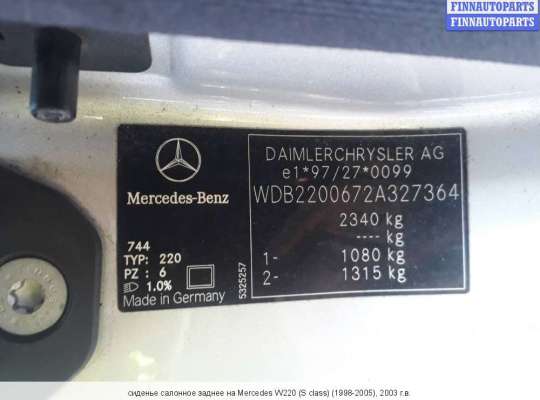 FINNAUTOPARTS
FINNAUTOPARTS
Mercedes-Benz
744
TYP: 220
PZ : 6
1.0%
Made in Germany
5325257
DAIMLERCHRYSLER AG
e1*97/27*0099
WDB2200672A327364
2340 kg
---- kg
1- 1080 kg
2- 1315 kg
сиденье салонное заднее на Mercedes W220 (S class) (1998-2005), 2003 г.в.